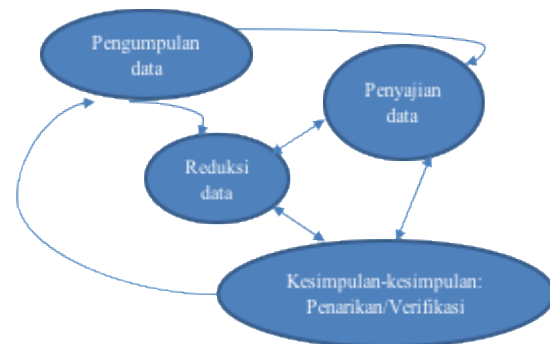 Pengumpulan
data
Penyajian
data
Reduksi
data
Kesimpulan-kesimpulan:
Penarikan/Verifikasi